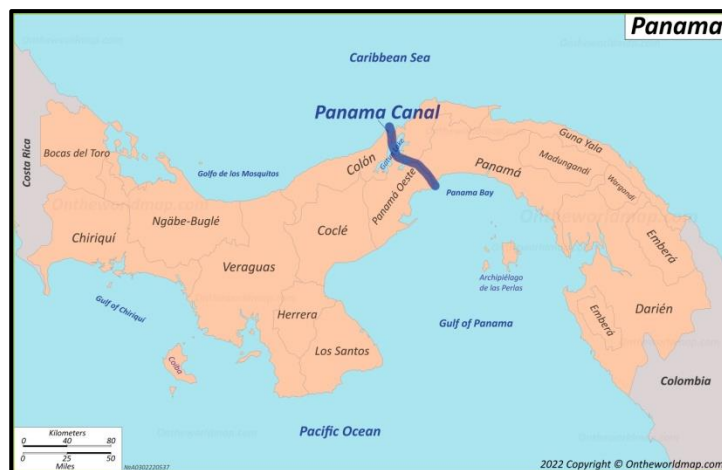 Panama
Caribbean Sea
Panama Canal
Costa Rica
Bocas del Toro
Golfo de los Mosquitos
Colón
Guna Yala
Madungandí
Wargandí
Panamá
Panamá Oeste
Panama Bay
Ngäbe-Buglé
Coclé
Chiriquí
Veraguas
Emberá
Archipiélago
de las Perlas
Gulf of Chiriquí
Herrera
Gulf of Panama
Emberá
Darién
Los Santos
Coiba
Colombia
Pacific Ocean
Kilometers
0 40 80
0 25 50
Miles
2022 Copyright © Ontheworldmap.com